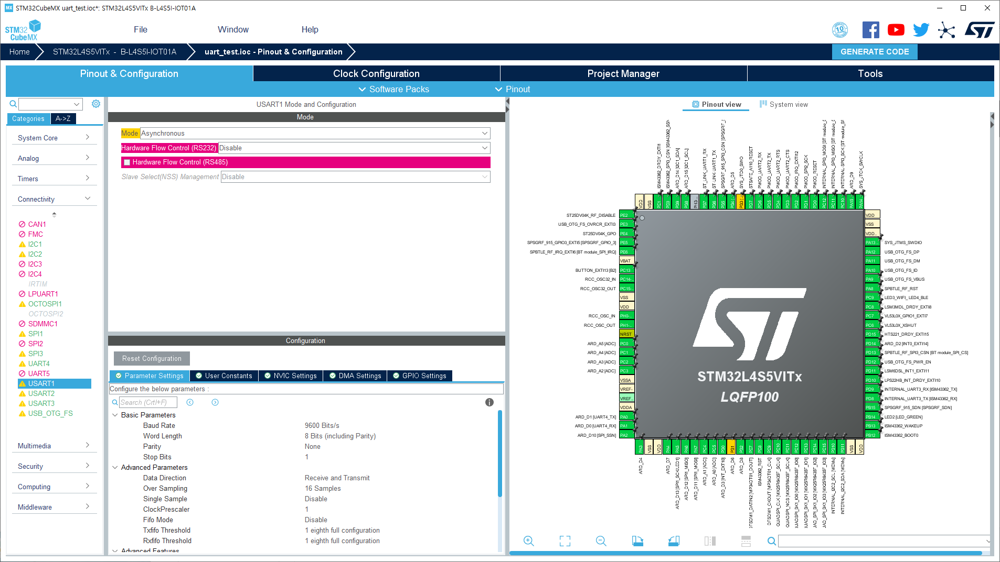 STM32CubeMX uart_test.ioc*: STM32L4S5VITx B-L4S5I-IOT01A
STM32 CubeMX
File
Window
Help
Home
STM32L4S5VITx - B-L4S5I-IOT01A
uart_test.ioc - Pinout & Configuration
GENERATE CODE
Pinout & Configuration
Clock Configuration
Project Manager
Tools
Software Packs
Pinout
Categories
A->Z
System Core
Analog
Timers
Connectivity
CAN1
FMC
I2C1
I2C2
I2C3
I2C4
IRTIM
LPUART1
OCTOSPI1
OCTOSPI2
SDMMC1
SPI1
SPI2
SPI3
UART4
UART5
USART1
USART2
USART3
USB_OTG_FS
Multimedia
Security
Computing
Middleware
USART1 Mode and Configuration
Mode
Mode Asynchronous
Hardware Flow Control (RS232) Disable
Hardware Flow Control (RS485)
Slave Select(NSS) Management Disable
Configuration
Reset Configuration
Parameter Settings
User Constants
NVIC Settings
DMA Settings
GPIO Settings
Configure the below parameters :
Search (Crtl+F)
Basic Parameters
Baud Rate 9600 Bits/s
Word Length 8 Bits (including Parity)
Parity None
Stop Bits 1
Advanced Parameters
Data Direction Receive and Transmit
Over Sampling 16 Samples
Single Sample Disable
ClockPrescaler 1
Fifo Mode Disable
Txfifo Threshold 1 eighth full configuration
Rxfifo Threshold 1 eighth full configuration
Advanced Features
Pinout view
System view
ISM43362_DRDY_EXTI1
ISM43362_SPI3_CSN [ISM43362_SSN
ARD_D14 [I2C1_SDA]
ARD_D15 [I2C1_SCL]
ST_LINK_UART1_RX
ST-LINK-UART1_TX
SPSGRF_915_SPI3_CSN [SPSGRF_
ARD_D5
SYS_JTDO_SWO
STSAFE_A110_RESET
PMOD_UART2_RX
PMOD_UART2_TX
PMOD_UART2_RTS
PMOD_UART2_CTS
PMOD_IRQ_EXTI12
PMOD_SPI2_SCK
PMOD_RESET
INTERNAL_SPI3_MOSI [BT module_S
INTERNAL_SPI3_MISO [BT module_S
INTERNAL_SPI3_SCK [BT module_SP
ARD_D9
SYS_JTCK_SWCLK
VDD
VSS
PE1
PE0
PB9
PB8
PH3...
PB7
PB6
PB5
PB4 (...
PB3 (...
PD7
PD6
PD5
PD4
PD3
PD2
PD1
PD0
PC12
PC11
PC10
PA15...
PA14...
ST25DV04K_RF_DISABLE PE2
USB_OTG_FS_OVRCR_EXTI3 PE3
ST25DV04K_GPO PE4
SPSGRF_915_GPIO3_EXTI5 [SPSGRF_GPIO_3] PE5
SPBTLE_RF_IRQ_EXTI6 [BT module_SPI_IRQ] PE6
VBAT
BUTTON_EXTI13 [B2] PC13
RCC_OSC32_IN PC14-..
RCC_OSC32_OUT PC15-..
VSS
VDD
RCC_OSC_IN PH0-..
RCC_OSC_OUT PH1-..
NRST
ARD_A5 [ADC] PC0
ARD_A4 [ADC] PC1
ARD_A3 [ADC] PC2
ARD_A2 [ADC] PC3
VSSA
VREF-
VREF..
VDDA
ARD_D1 [UART4_TX] PA0
ARD_D0 [UART4_RX] PA1
ARD_D10 [SPI_SSN] PA2
STM32L4S5VITx
LQFP100
VDD
VSS
VDD..
PA13... SYS_JTMS_SWDIO
PA12 USB_OTG_FS_DP
PA11 USB_OTG_FS_DM
PA10 USB_OTG_FS_ID
PA9 USB_OTG_FS_VBUS
PA8 SPBTLE_RF_RST
PC9 LED3_WIFI_ LED4_BLE
PC8 LSM3MDL_DRDY_EXTI8
PC7 VL53L0X_GPIO1_EXTI7
PC6 VL53L0X_XSHUT
PD15 HTS221_DRDY_EXTI15
PD14 ARD_D2 [INT0_EXTI14]
PD13 SPBTLE_RF_SPI3_CSN [BT module_SPI_CS]
PD12 USB_OTG_FS_PWR_EN
PD11 LSM6DSL_INT1_EXTI11
PD10 LPS22HB_INT_DRDY_EXTI10
PD9 INTERNAL_UART3_RX [ISM43362_TX]
PD8 INTERNAL_UART3_TX [ISM43362_RX]
PB15 SPSGRF_915_SDN [SPSGRF_SDN]
PB14 LED2 [LED_GREEN]
PB13 ISM43362_WAKEUP
PB12 ISM43362_BOOT0
PA3
VSS
VDD
PA4
PA5
PA6
PA7
PC4
PC5
PB0
PB1
PB2
PE7
PE8
PE9
PE10
PE11
PE12
PE13
PE14
PE15
PB10
PB11
VSS
VDD
ARD_D4
ARD_D7
ARD_D13 [SPI1_SCK/LED1]
ARD_D12 [SPI1_MISO]
ARD_D11 [SPI1_MOSI]
ARD_A1 [ADC]
ARD_A0 [ADC]
ARD_D3 [INT_EXTI0]
ARD_D6
ARD_D8
DFSDM1_DATIN2 [MP34DT01_DOUT]
ISM43362_RST
DFSDM1_CKOUT [MP34DT01_CLK]
QUADSPI_CLK [MX25R6435F_SCLK]
QUADSPI_NCS [MX25R6435F_SCLK]
QUADSPI_BK1_IO0 [MX25R6435F_IO0]
QUADSPI_BK1_IO1 [MX25R6435F_IO1]
UAD_SPI_BK1_IO2 [MX25R6435F_IO2]
UAD_SPI_BK1_IO3 [MX25R6435F_IO3]
INTERNAL_I2C2_SCL [MEMs]
INTERNAL_I2C2_SDA [MEMs]